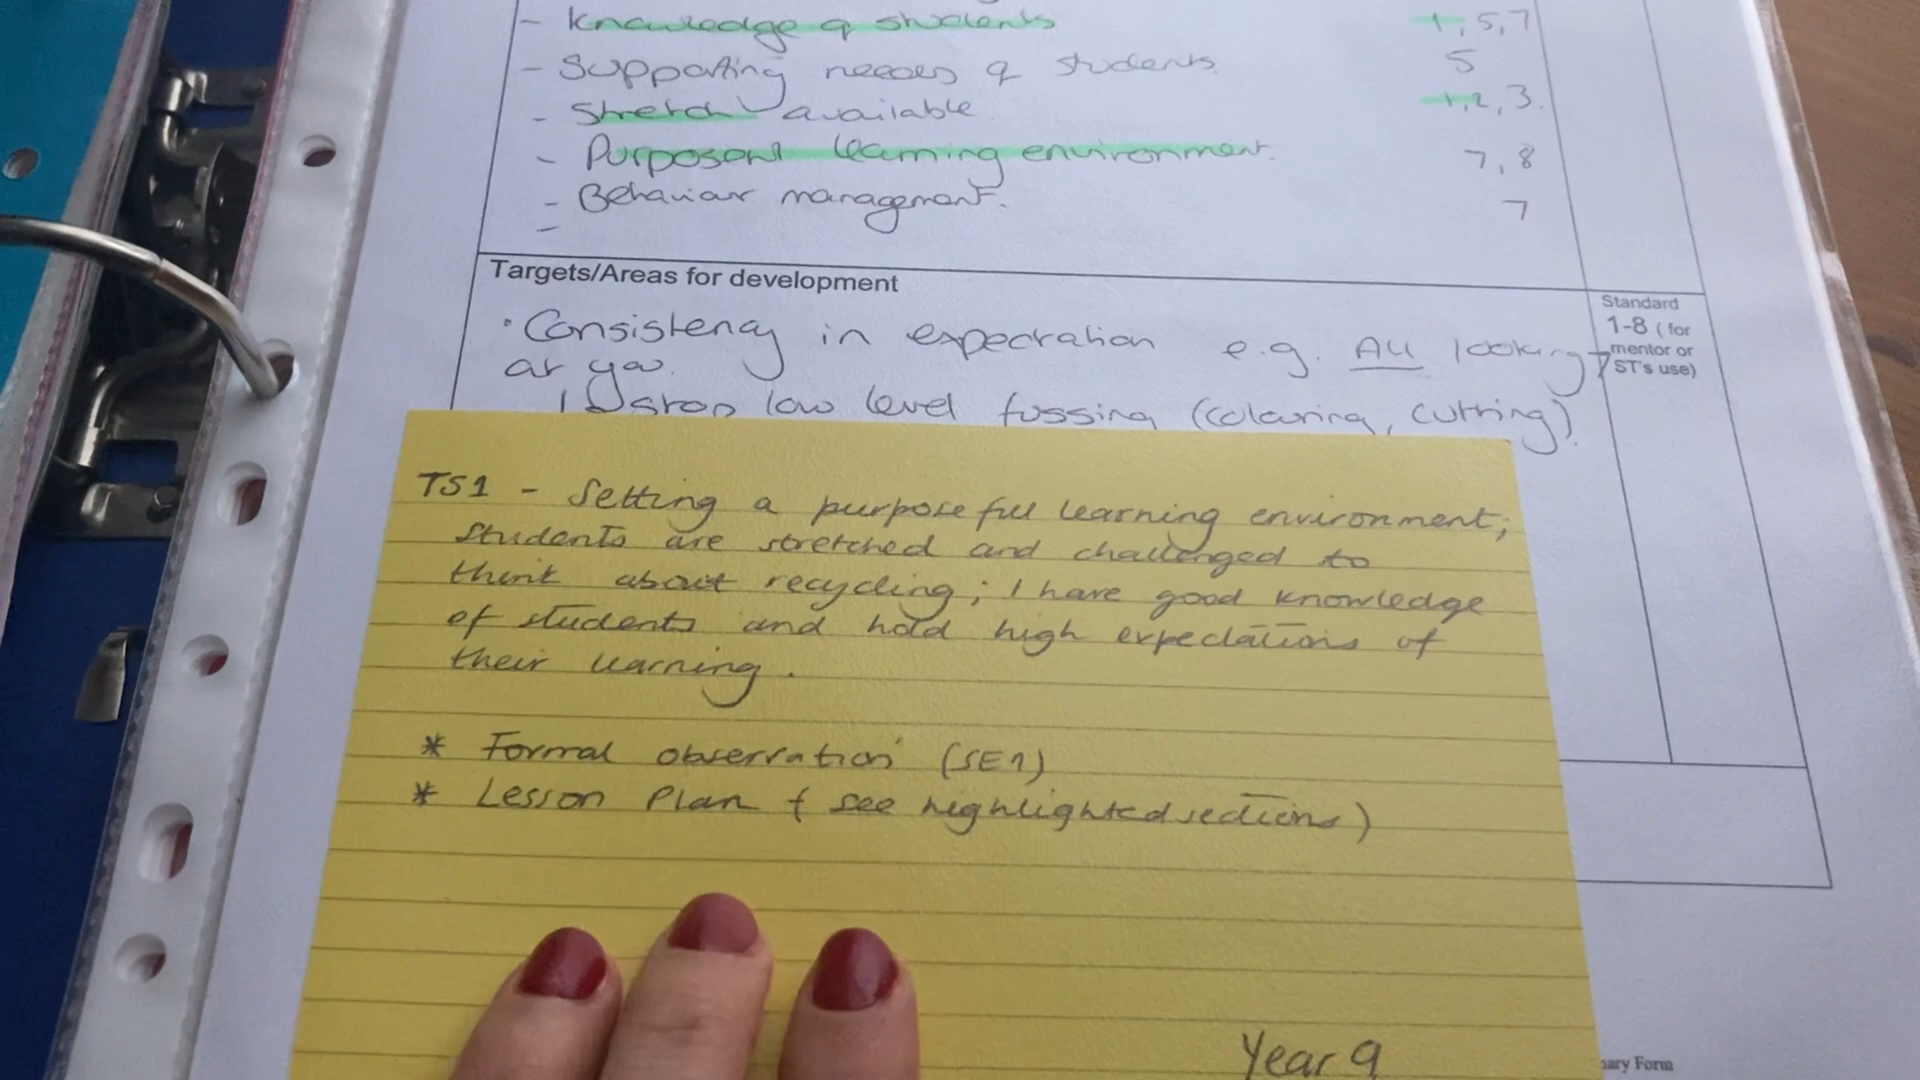 - Knowledge of students 1, 5, 7
- Supporting needs of students. 5
- Stretch available 1, 2, 3.
- Purposeful learning environment. 7, 8
- Behaviour management. 7
-
Targets/Areas for development
Standard
1-8 (for
mentor or
ST's use)
• Consistency in expectation e.g. ALL looking 7
at you.
↳ stop low level fussing (colouring, cutting).
TS1 - Setting a purposefull learning environment;
Students are stretched and challenged to
think about recycling; I have good knowledge
of students and hold high expectations of
their learning.
* Formal observation (SE1)
* Lesson Plan ( see highlighted sections)
Year 9
ary Form